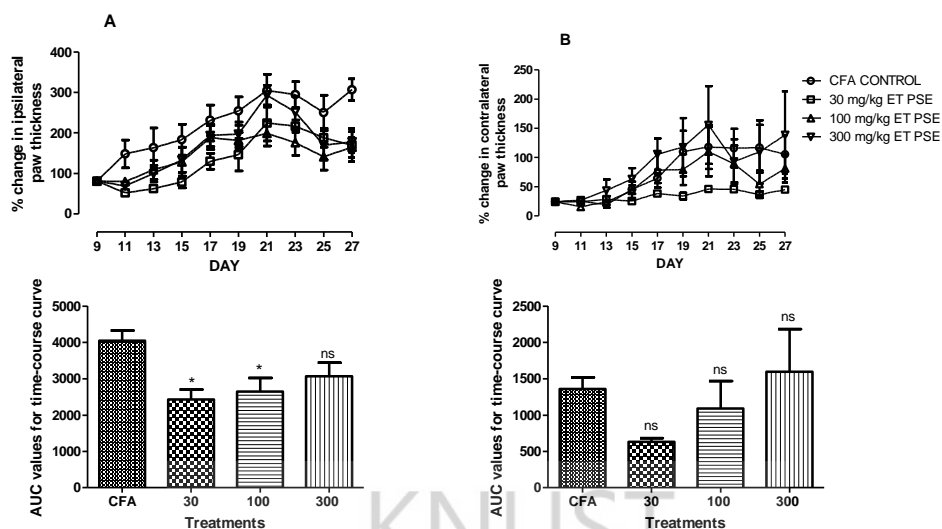 A
% change in ipsilateral
paw thickness
400
300
200
100
0
9 11 13 15 17 19 21 23 25 27
DAY
B
% change in contralateral
paw thickness
250
200
150
100
50
0
9 11 13 15 17 19 21 23 25 27
DAY
CFA CONTROL
30 mg/kg ET PSE
100 mg/kg ET PSE
300 mg/kg ET PSE
AUC values for time-course curve
5000
4000
3000
2000
1000
0
* * ns
CFA 30 100 300
Treatments
AUC values for time-course curve
2500
2000
1500
1000
500
0
ns ns ns
CFA 30 100 300
Treatments
KNUST